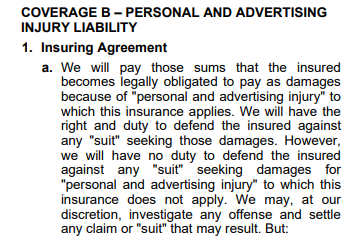 COVERAGE B – PERSONAL AND ADVERTISING
INJURY LIABILITY
1. Insuring Agreement
a. We will pay those sums that the insured
becomes legally obligated to pay as damages
because of "personal and advertising injury" to
which this insurance applies. We will have the
right and duty to defend the insured against
any "suit" seeking those damages. However,
we will have no duty to defend the insured
against any "suit" seeking damages for
"personal and advertising injury" to which this
insurance does not apply. We may, at our
discretion, investigate any offense and settle
any claim or "suit" that may result. But: